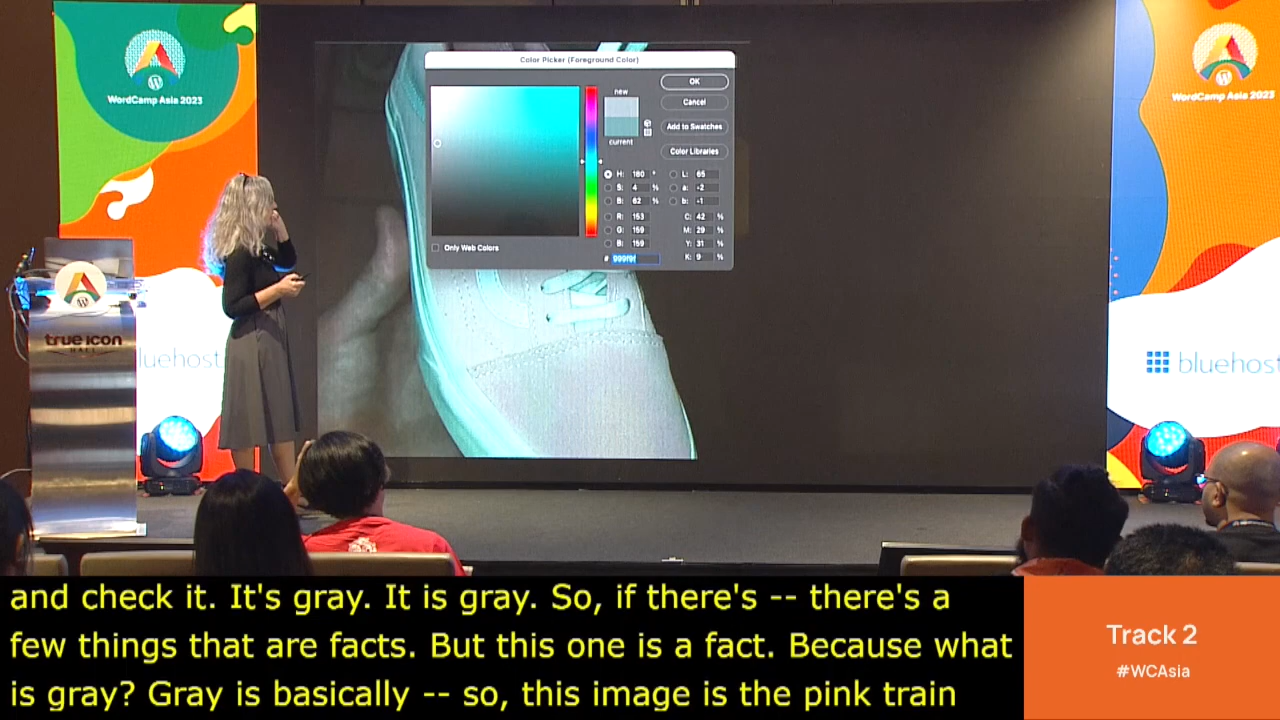 WordCamp Asia 2023
WordCamp Asia 2023
Color Picker (Foreground Color)
new
current
OK
Cancel
Add to Swatches
Color Libraries
H: 180 °
S: 4 %
B: 62 %
R: 153
G: 159
B: 159
# 999f9f
L: 65
a: -2
b: -1
C: 42 %
M: 29 %
Y: 31 %
K: 9 %
Only Web Colors
true icon
HALL
bluehost
bluehost
and check it. It's gray. It is gray. So, if there's -- there's a
few things that are facts. But this one is a fact. Because what
is gray? Gray is basically -- so, this image is the pink train
Track 2
#WCAsia